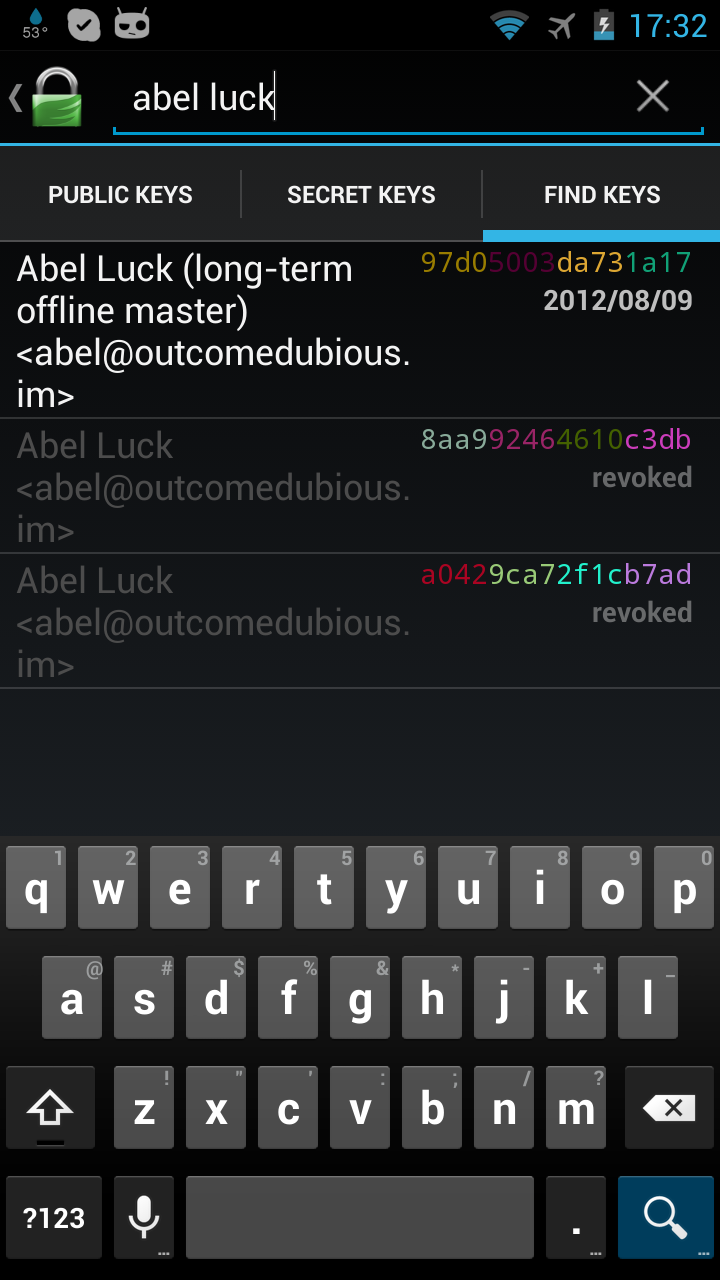 53°
17:32
abel luck
PUBLIC KEYS
SECRET KEYS
FIND KEYS
Abel Luck (long-term
offline master)
<abel@outcomedubious.
im>
97d05003da731a17
2012/08/09
Abel Luck
<abel@outcomedubious.
im>
8aa992464610c3db
revoked
Abel Luck
<abel@outcomedubious.
im>
a0429ca72f1cb7ad
revoked
1 2 3 4 5 6 7 8 9 0
q w e r t y u i o p
@ # $ % & * - + _
a s d f g h j k l
! " ' : ; / ?
z x c v b n m
?123 ... . ... ...